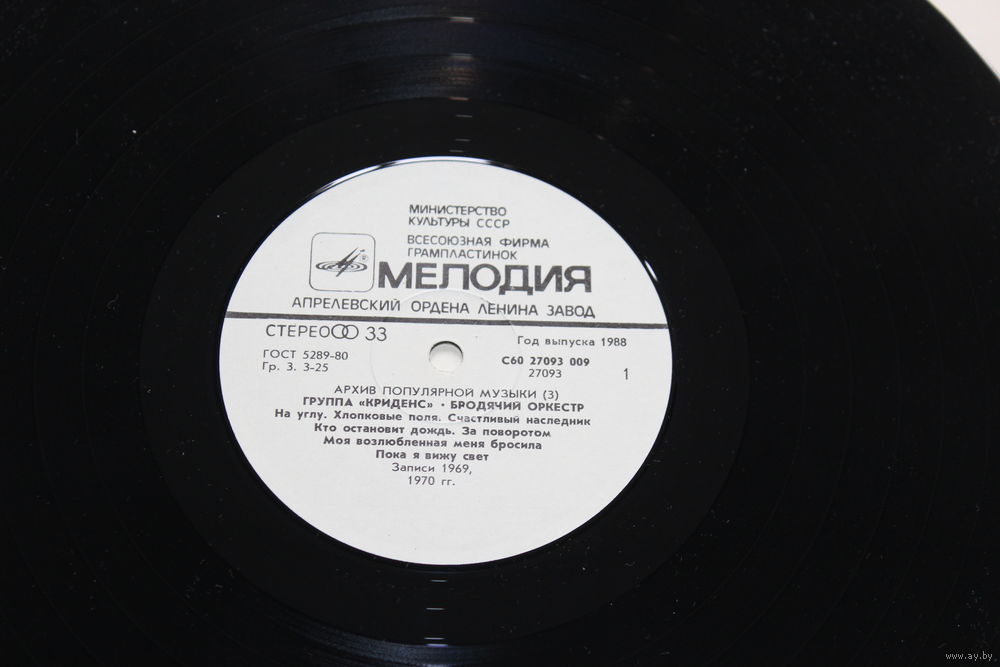 МИНИСТЕРСТВО
КУЛЬТУРЫ СССР
ВСЕСОЮЗНАЯ ФИРМА
ГРАМПЛАСТИНОК
®
МЕЛОДИЯ
АПРЕЛЕВСКИЙ ОРДЕНА ЛЕНИНА ЗАВОД
СТЕРЕО 33
Год выпуска 1988
ГОСТ 5289-80
С60 27093 009
Гр. 3. 3-25
27093
1
АРХИВ ПОПУЛЯРНОЙ МУЗЫКИ (3)
ГРУППА «КРИДЕНС» · БРОДЯЧИЙ ОРКЕСТР
На углу. Хлопковые поля. Счастливый наследник
Кто остановит дождь. За поворотом
Моя возлюбленная меня бросила
Пока я вижу свет
Записи 1969,
1970 гг.
www.ay.by